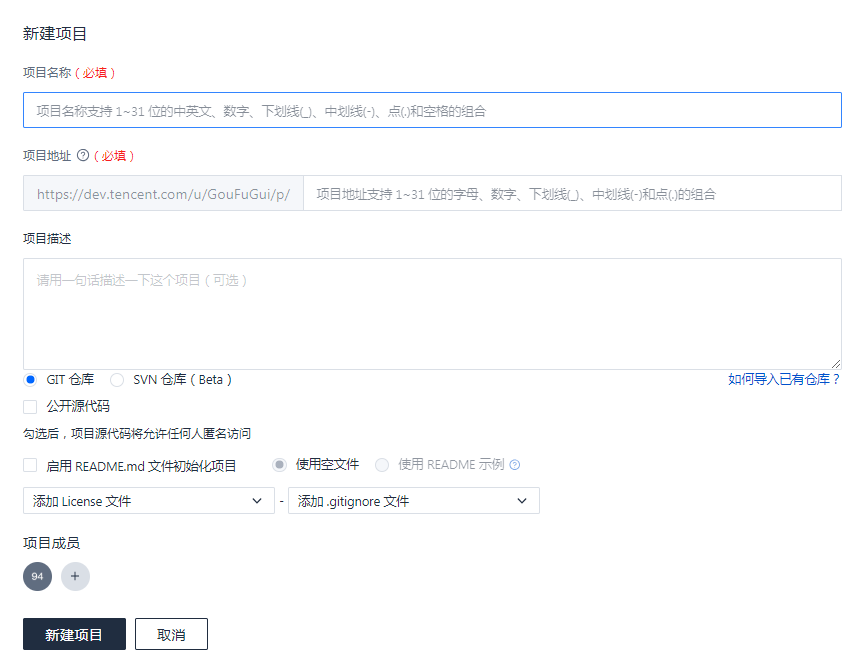 新建项目
项目名称（必填）
项目名称支持 1~31 位的中英文、数字、下划线(_)、中划线(-)、点(.)和空格的组合
项目地址 ?（必填）
https://dev.tencent.com/u/GouFuGui/p/ 项目地址支持 1~31 位的字母、数字、下划线(_)、中划线(-)和点(.)的组合
项目描述
请用一句话描述一下这个项目（可选）
GIT 仓库 SVN 仓库（Beta） 如何导入已有仓库？
公开源代码
勾选后，项目源代码将允许任何人匿名访问
启用 README.md 文件初始化项目 使用空文件 使用 README 示例 ?
添加 License 文件 - 添加 .gitignore 文件
项目成员
94 +
新建项目 取消